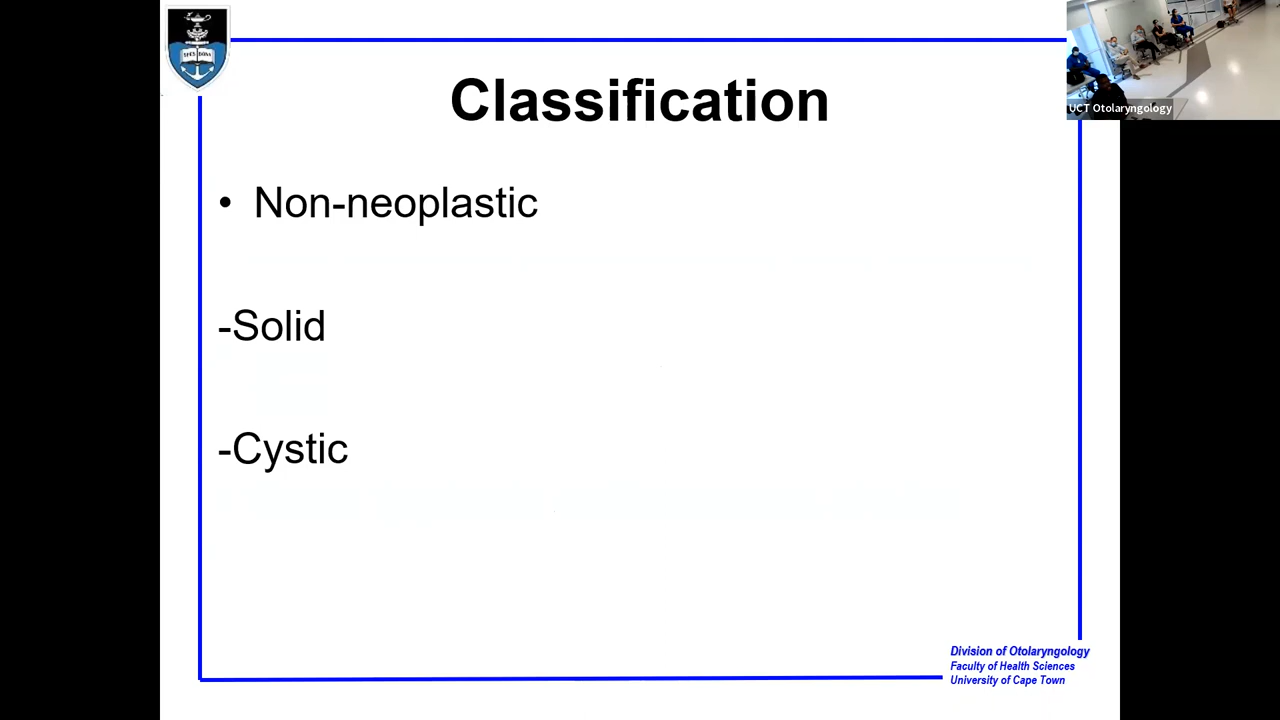 Classification
UCT Otolaryngology
• Non-neoplastic
-Solid
-Cystic
Division of Otolaryngology
Faculty of Health Sciences
University of Cape Town